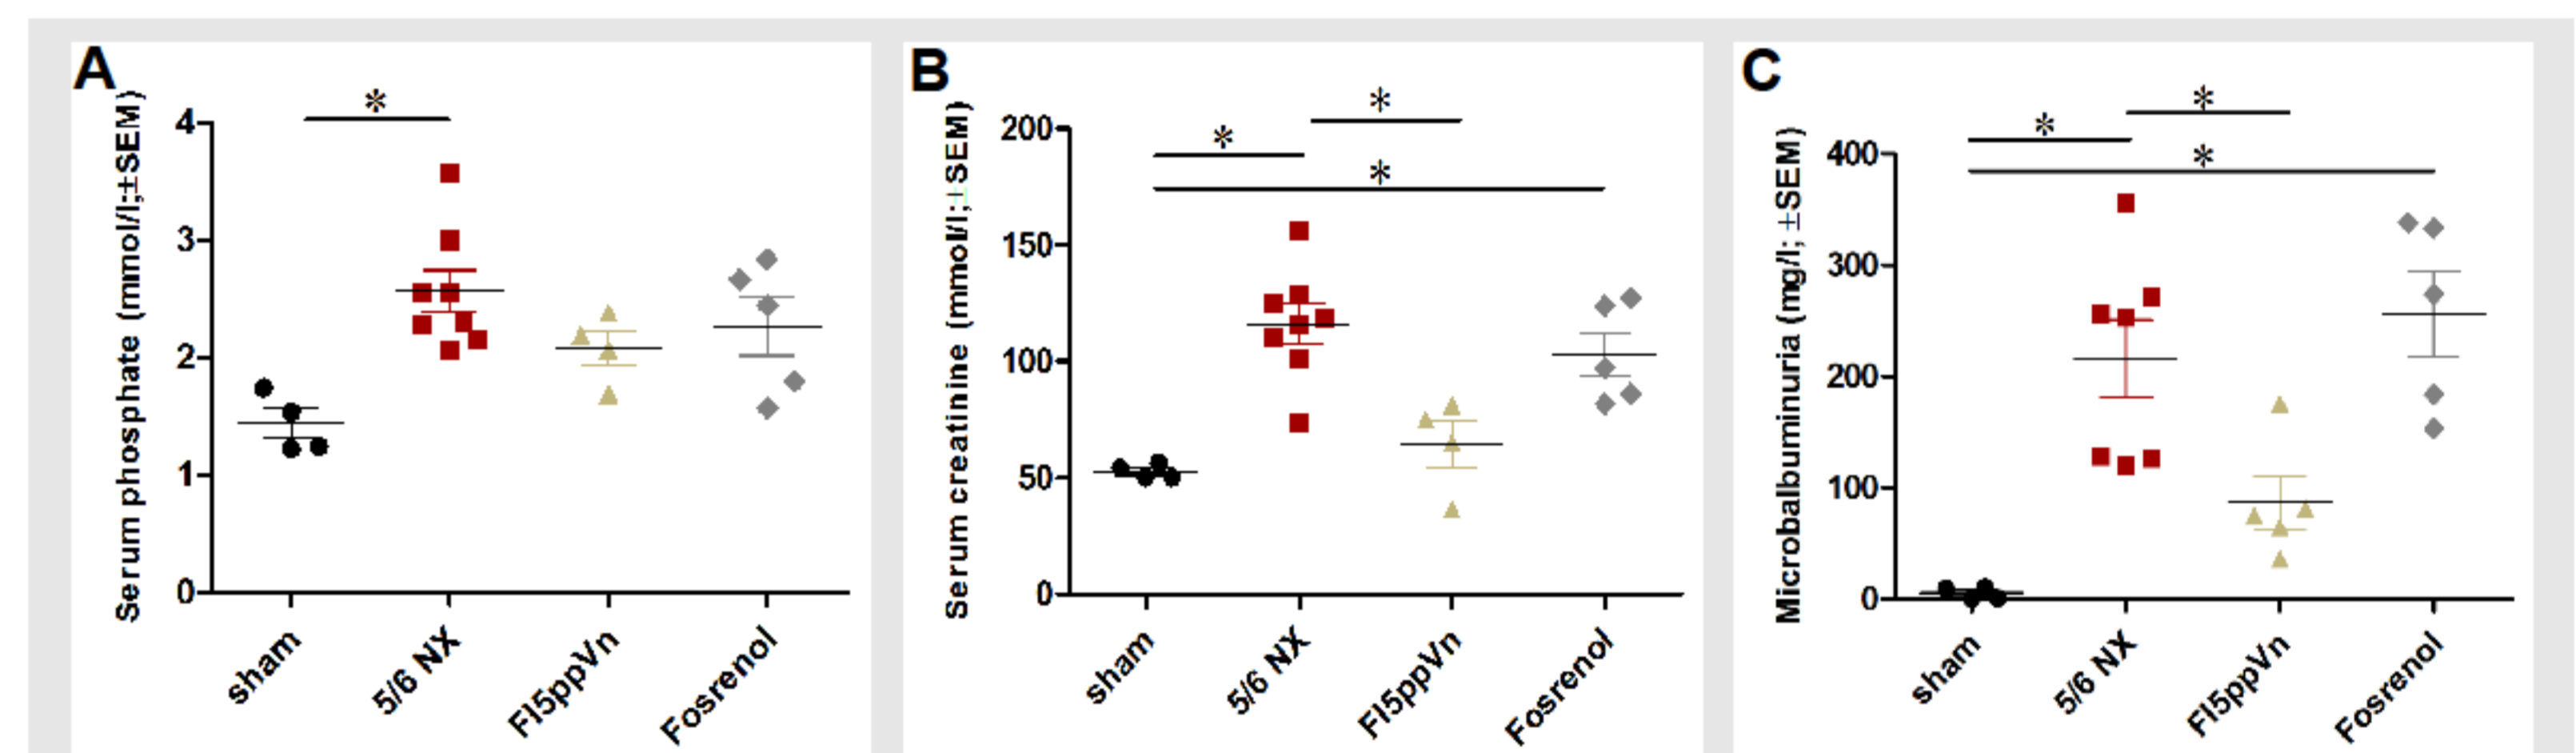 A
Serum phosphate (mmol/l;±SEM)
4
3
2
1
0
*
sham
5/6 NX
FI5ppVn
Fosrenol
B
Serum creatinine (mmol/l;±SEM)
200
150
100
50
0
*
*
*
sham
5/6 NX
FI5ppVn
Fosrenol
C
Microbalbuminuria (mg/l; ±SEM)
400
300
200
100
0
*
*
*
sham
5/6 NX
FI5ppVn
Fosrenol